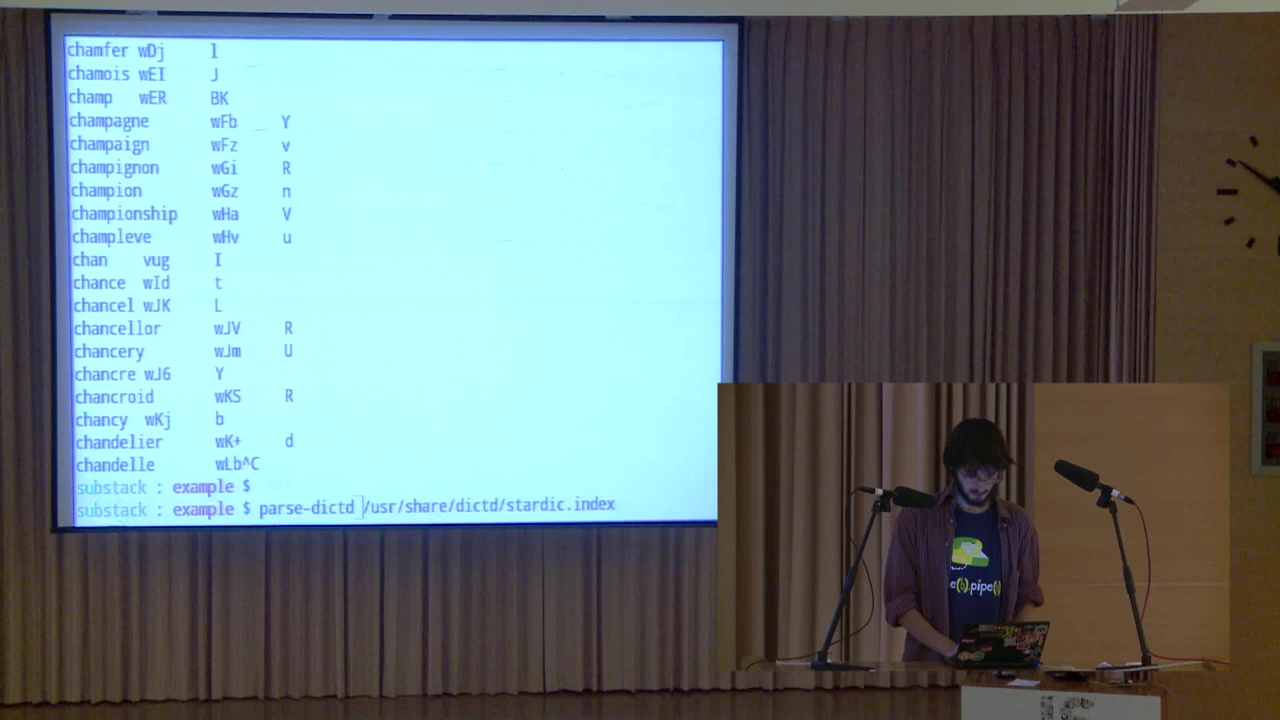 chamfer wDj l
chamois wEI J
champ wER BK
champagne wFb Y
champaign wFz v
champignon wGi R
champion wGz n
championship wHa V
champleve wHv u
chan vug I
chance wId t
chancel wJK L
chancellor wJV R
chancery wJm U
chancre wJ6 Y
chancroid wKS R
chancy wKj b
chandelier wK+ d
chandelle wLb^C
substack : example $
substack : example $ parse-dictd /usr/share/dictd/stardic.index
e(b).pipe(